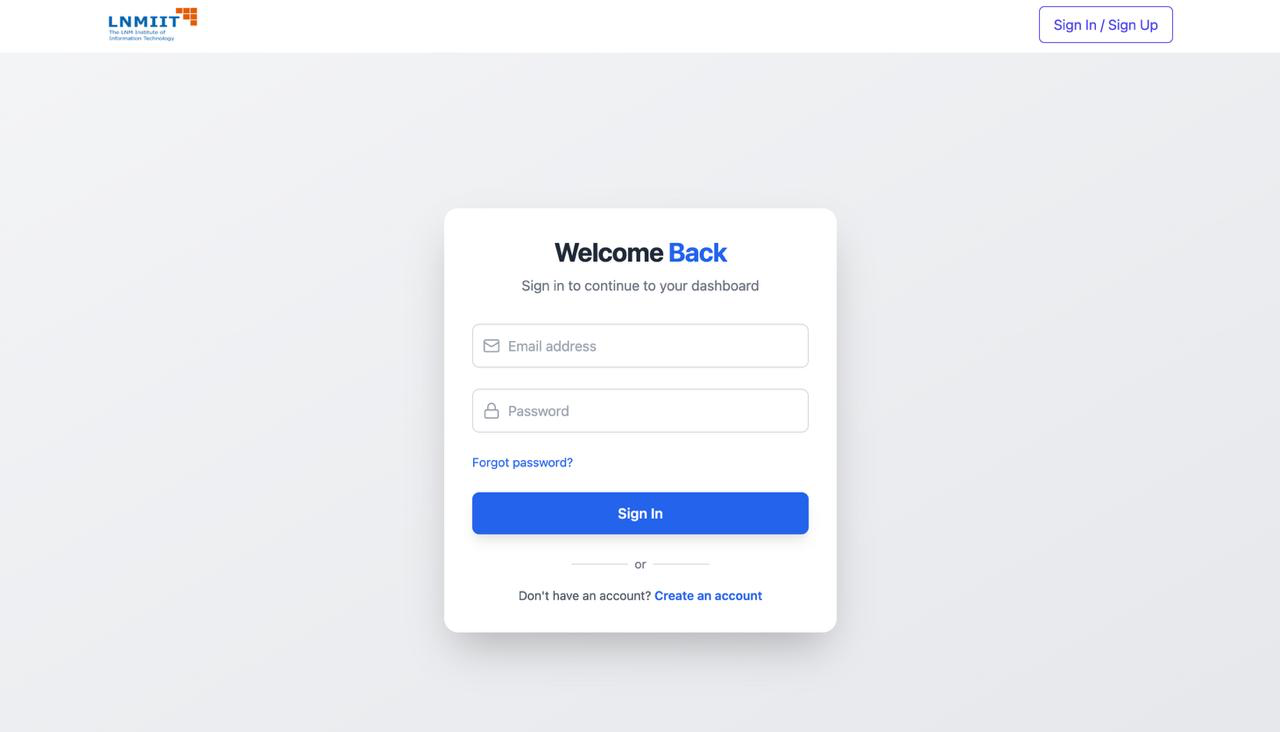 LNMIIT
The LNM Institute of
Information Technology
Sign In / Sign Up
Welcome Back
Sign in to continue to your dashboard
Email address
Password
Forgot password?
Sign In
or
Don't have an account? Create an account